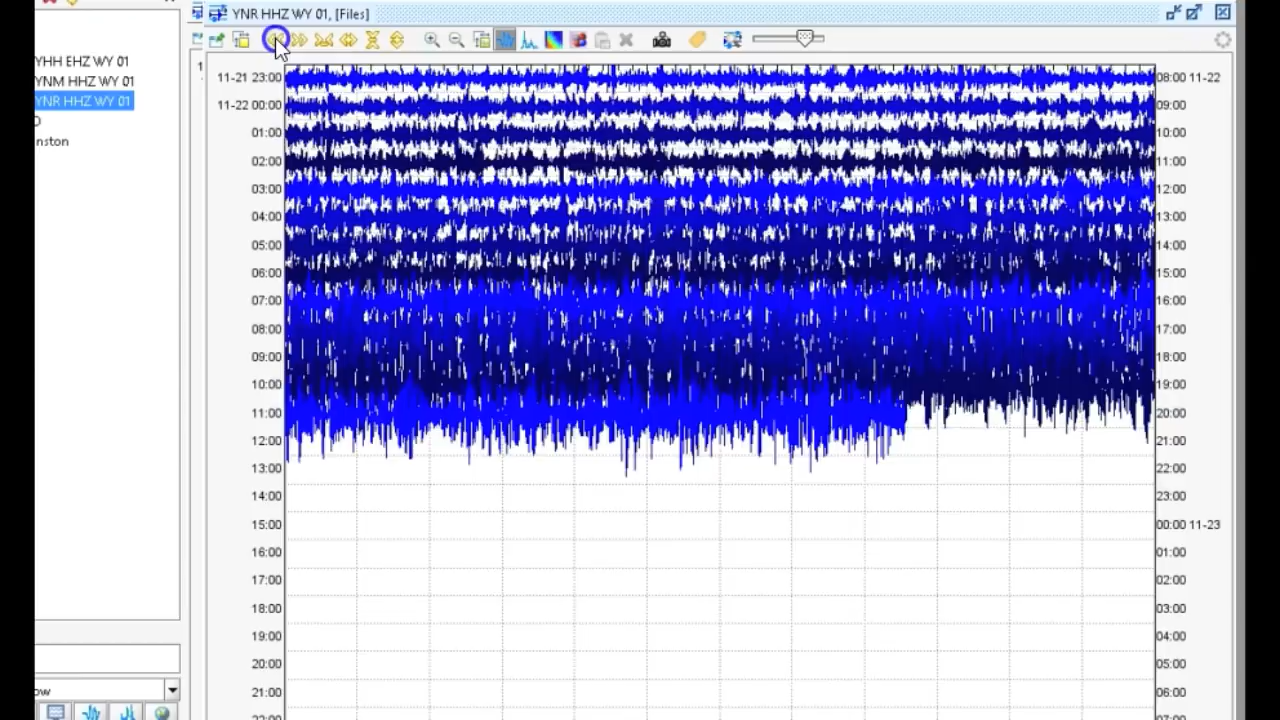 YNR HHZ WY 01, [Files]
YHH EHZ WY 01
YNM HHZ WY 01
YNR HHZ WY 01
nston
11-21 23:00 08:00 11-22
11-22 00:00 09:00
01:00 10:00
02:00 11:00
03:00 12:00
04:00 13:00
05:00 14:00
06:00 15:00
07:00 16:00
08:00 17:00
09:00 18:00
10:00 19:00
11:00 20:00
12:00 21:00
13:00 22:00
14:00 23:00
15:00 00:00 11-23
16:00 01:00
17:00 02:00
18:00 03:00
19:00 04:00
20:00 05:00
21:00 06:00
ow